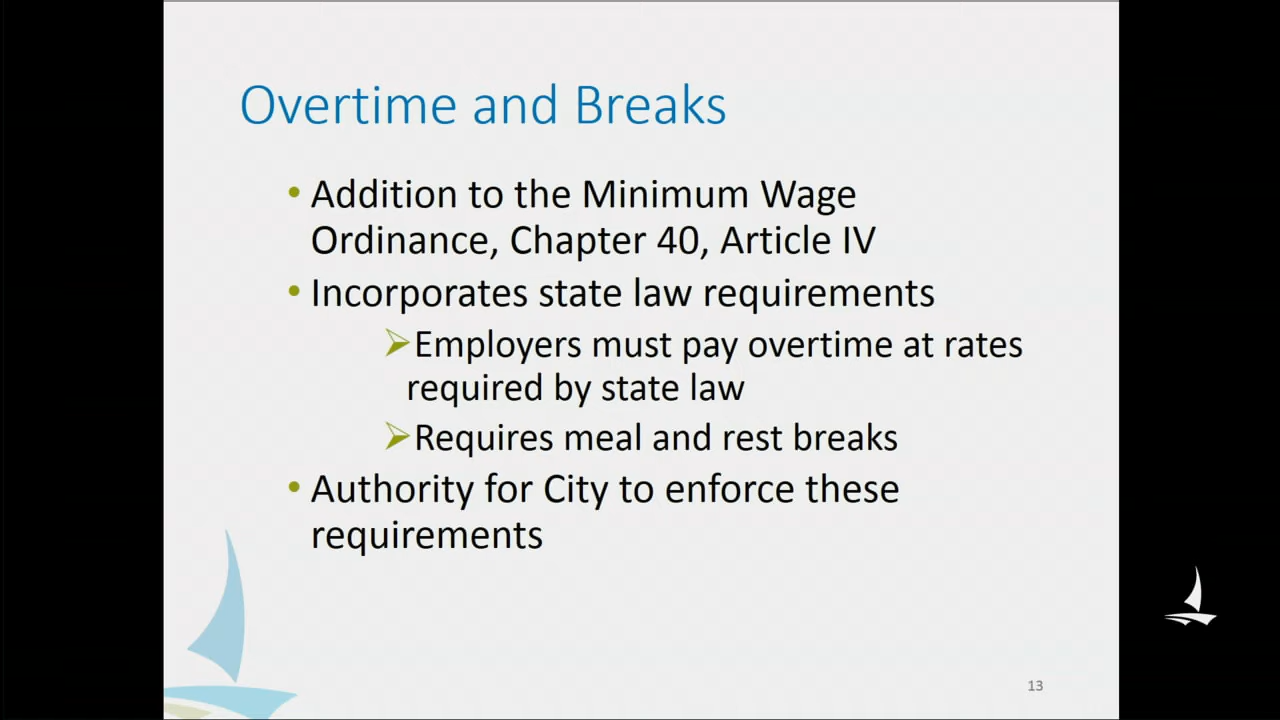 Overtime and Breaks
• Addition to the Minimum Wage
Ordinance, Chapter 40, Article IV
• Incorporates state law requirements
➢Employers must pay overtime at rates
required by state law
➢Requires meal and rest breaks
• Authority for City to enforce these
requirements
13